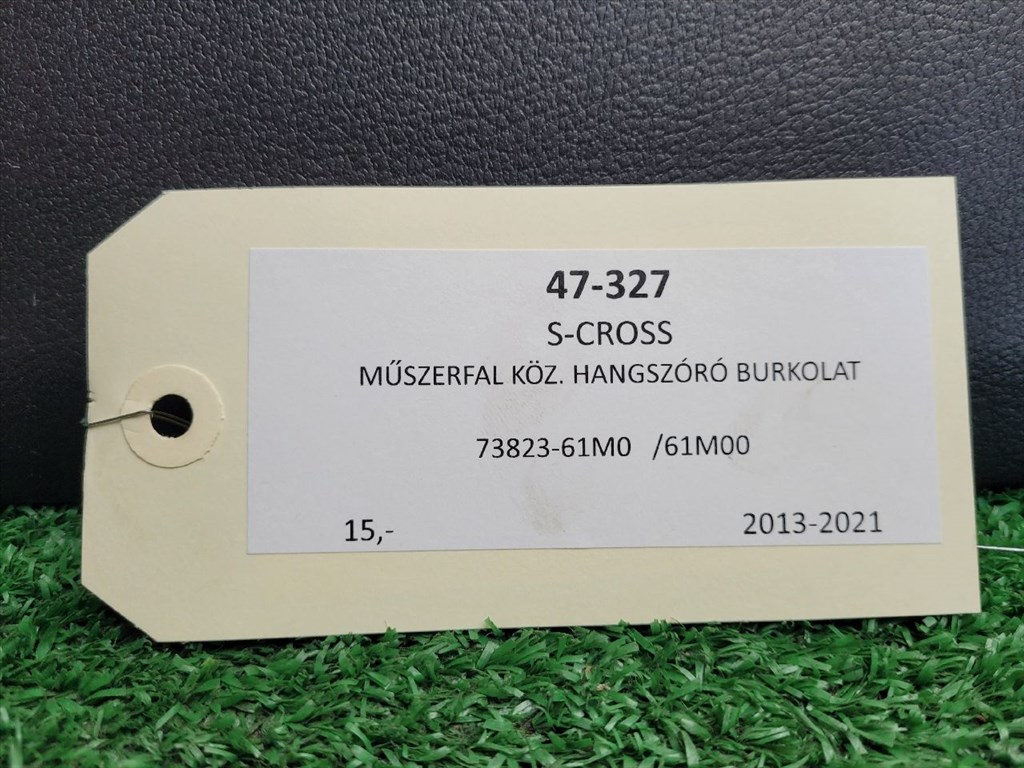 47-327
S-CROSS
MŰSZERFAL KÖZ. HANGSZÓRÓ BURKOLAT
73823-61M0 /61M00
15,- 2013-2021